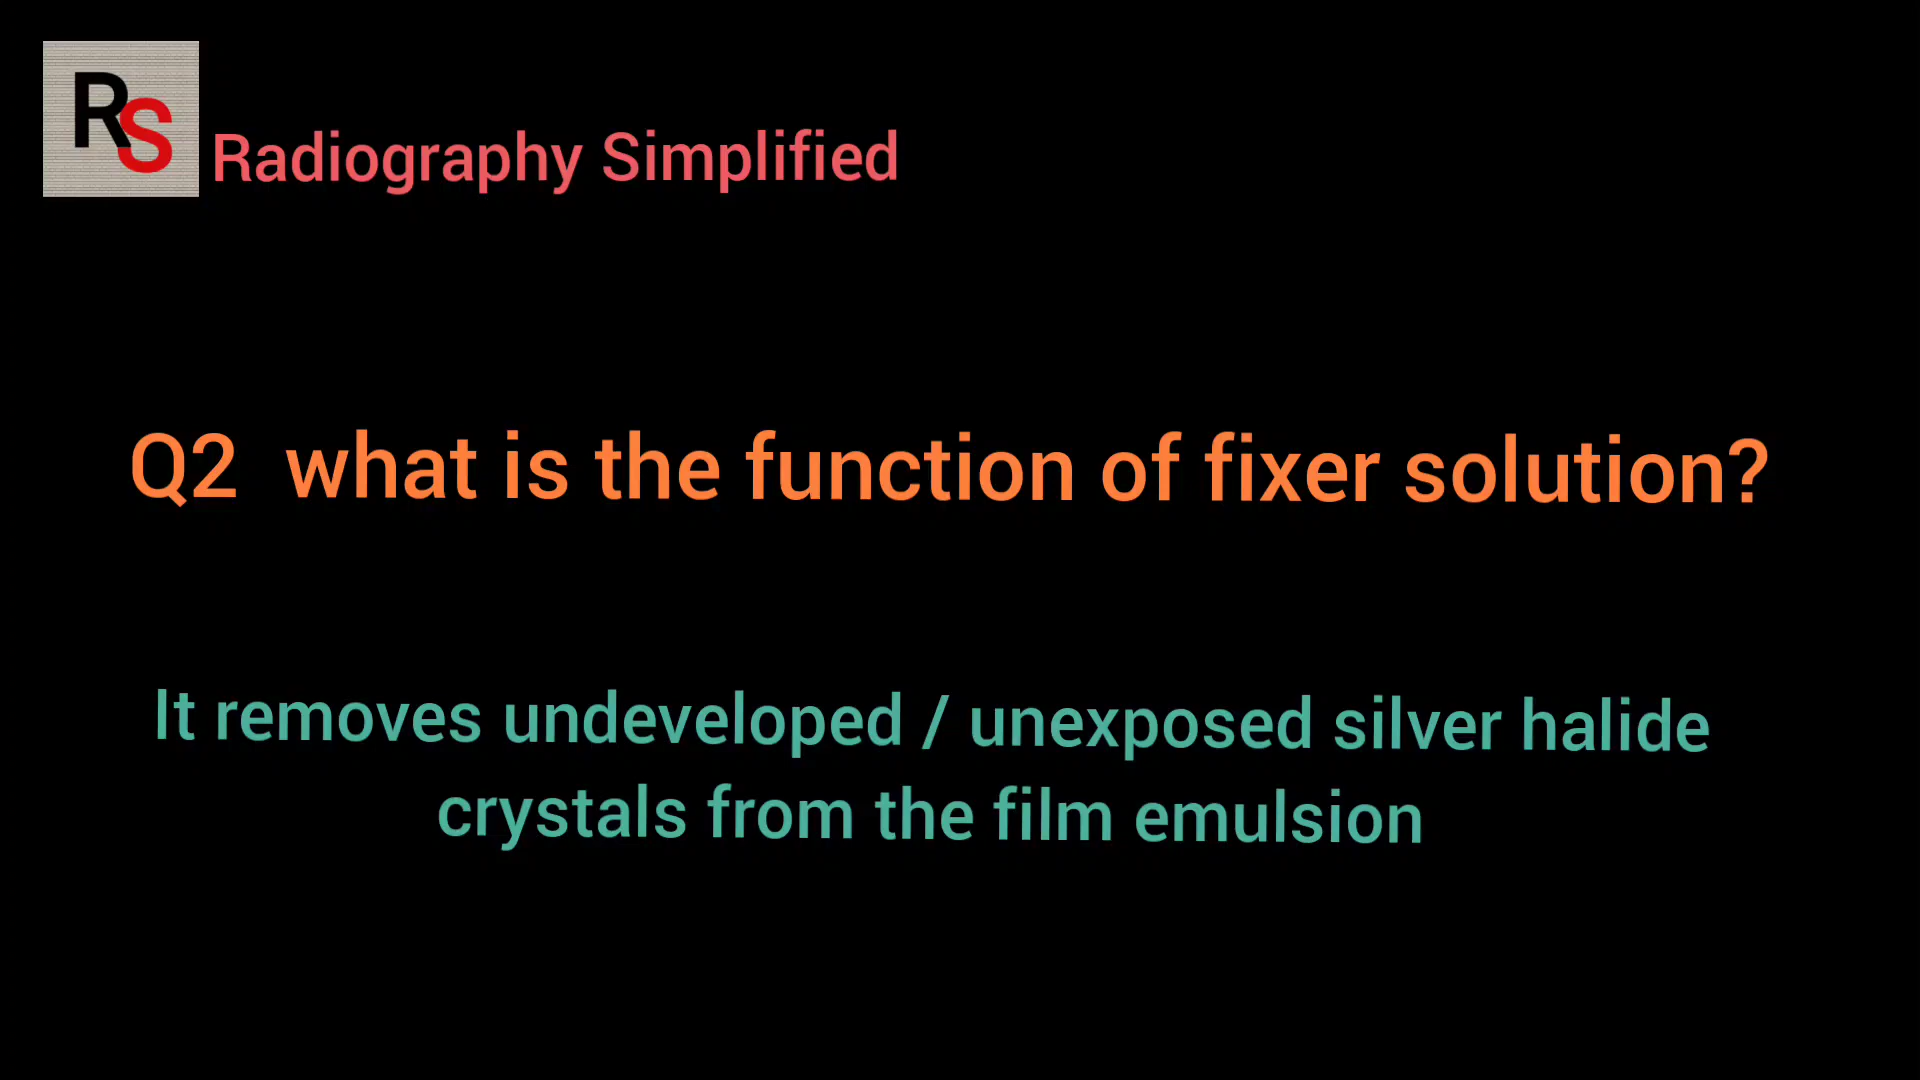 RS
Radiography Simplified
Q2 what is the function of fixer solution?
It removes undeveloped / unexposed silver halide
crystals from the film emulsion